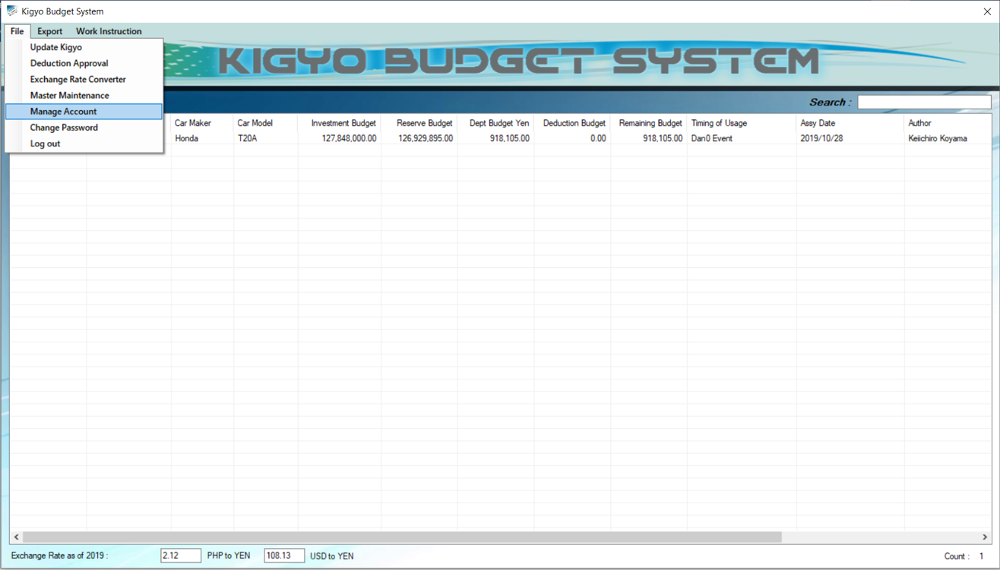 Kigyo Budget System
File Export Work Instruction
KIGYO BUDGET SYSTEM
Update Kigyo
Deduction Approval
Exchange Rate Converter
Master Maintenance
Manage Account
Change Password
Log out
Search :
Car Maker Car Model Investment Budget Reserve Budget Dept Budget Yen Deduction Budget Remaining Budget Timing of Usage Assy Date Author
Honda T20A 127,848,000.00 126,929,895.00 918,105.00 0.00 918,105.00 Dan0 Event 2019/10/28 Keiichiro Koyama
Exchange Rate as of 2019 : 2.12 PHP to YEN 108.13 USD to YEN Count : 1